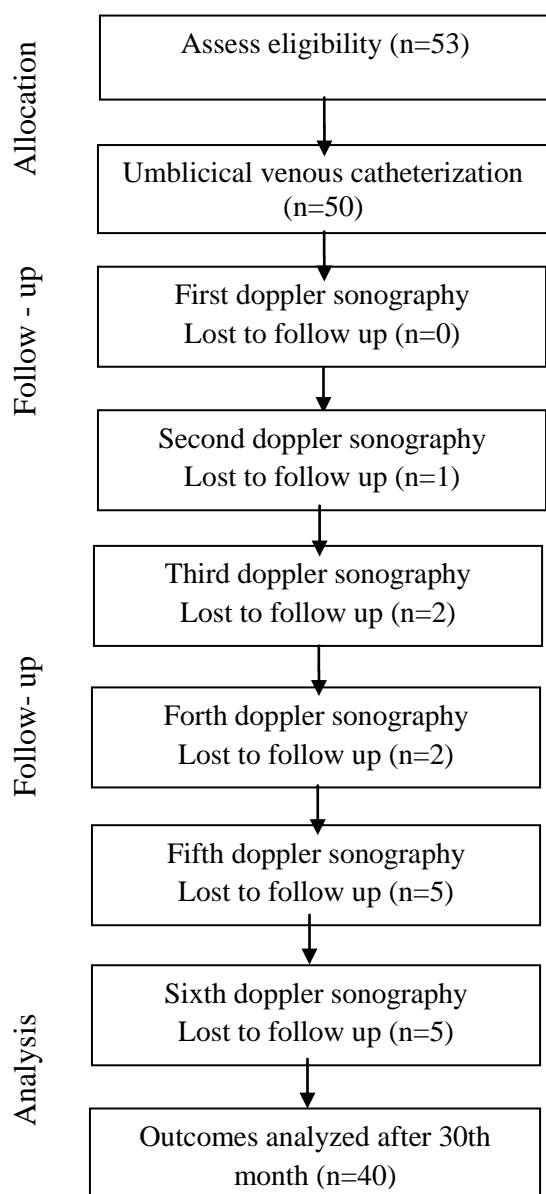 Allocation
Assess eligibility (n=53)
Umblicical venous catheterization
(n=50)
Follow - up
First doppler sonography
Lost to follow up (n=0)
Second doppler sonography
Lost to follow up (n=1)
Follow- up
Third doppler sonography
Lost to follow up (n=2)
Forth doppler sonography
Lost to follow up (n=2)
Fifth doppler sonography
Lost to follow up (n=5)
Analysis
Sixth doppler sonography
Lost to follow up (n=5)
Outcomes analyzed after 30th
month (n=40)